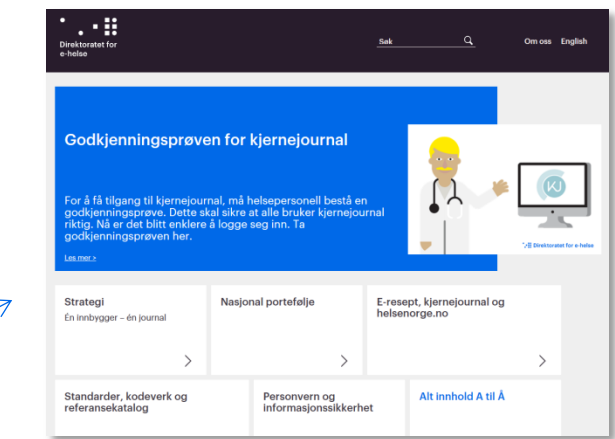 Direktoratet for
e-helse
Søk
Om oss
English
Godkjenningsprøven for kjernejournal
For å få tilgang til kjernejournal, må helsepersonell bestå en
godkjenningsprøve. Dette skal sikre at alle bruker kjernejournal
riktig. Nå er det blitt enklere å logge seg inn. Ta
godkjenningsprøven her.
Les mer >
KJ
Direktoratet for e-helse
Strategi
Én innbygger – én journal
Nasjonal portefølje
E-resept, kjernejournal og
helsenorge.no
Standarder, kodeverk og
referansekatalog
Personvern og
informasjonssikkerhet
Alt innhold A til Å